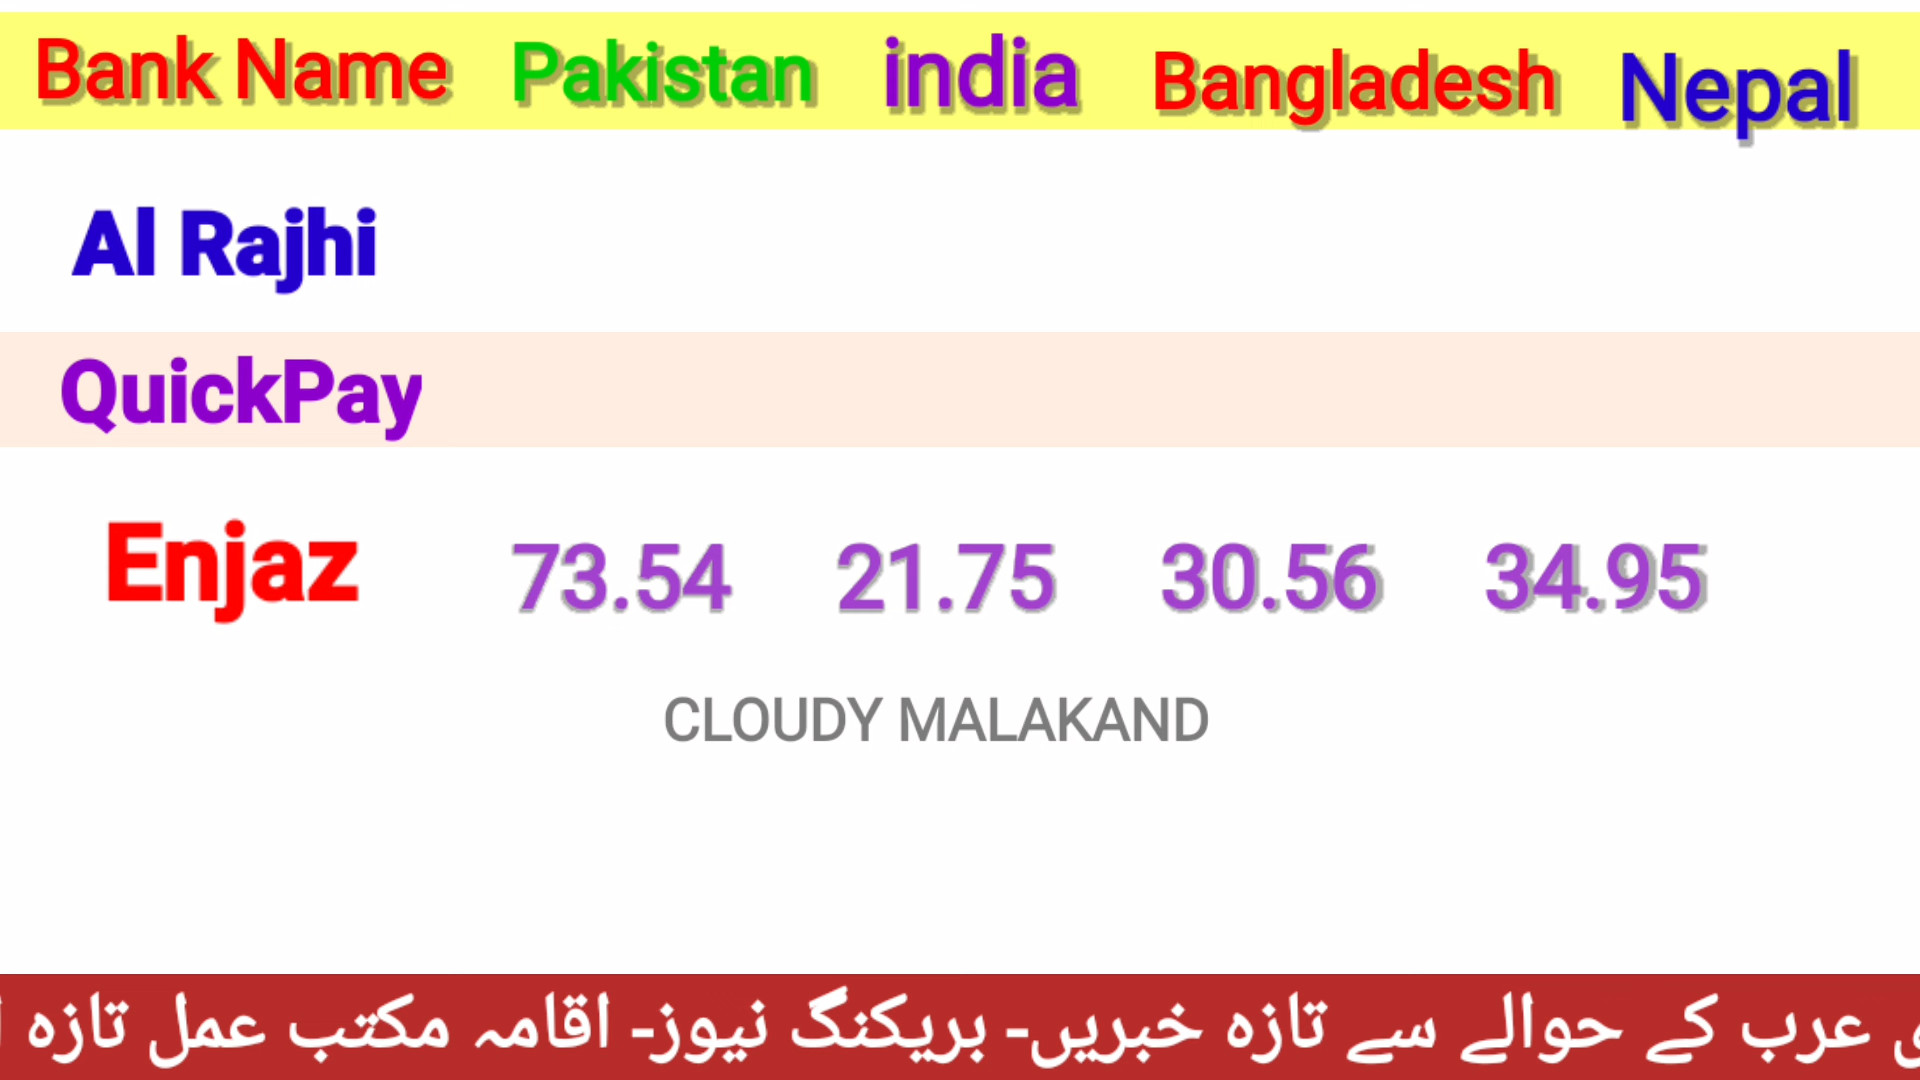 Bank Name Pakistan india Bangladesh Nepal
Al Rajhi
QuickPay
Enjaz 73.54 21.75 30.56 34.95
CLOUDY MALAKAND
عرب کے حوالے سے تازہ خبریں- بریکنگ نیوز- اقامہ مکتب عمل تازہ